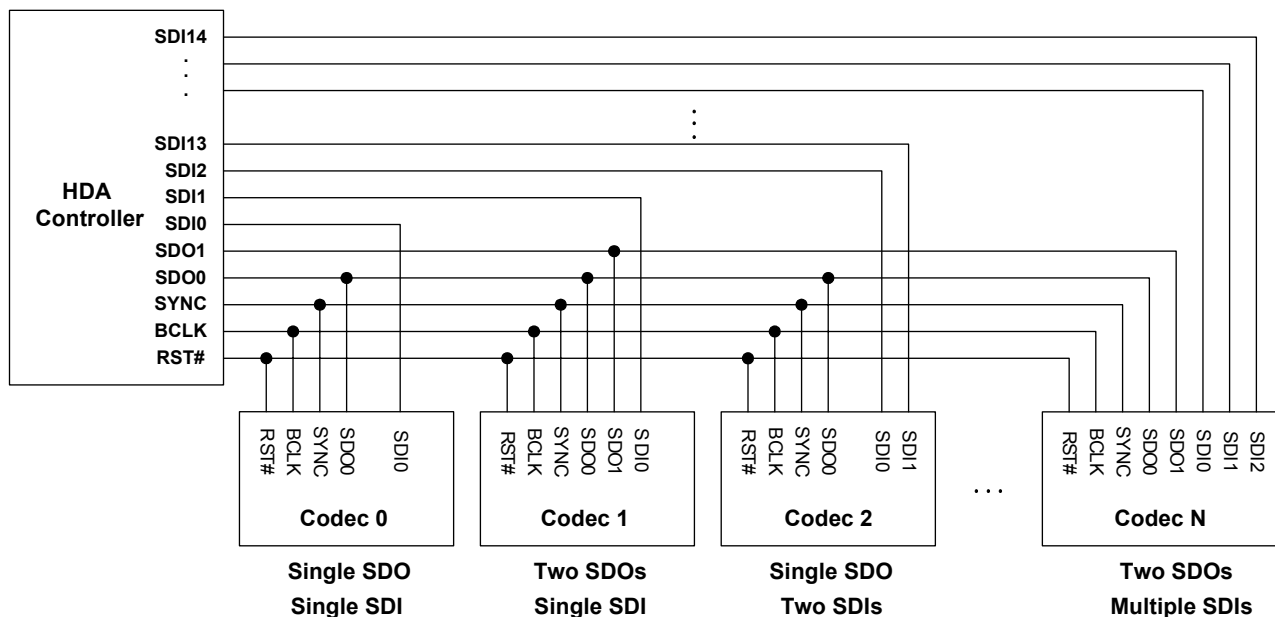 SDI14
.
.
.
SDI13
SDI2
SDI1
SDI0
SDO1
SDO0
SYNC
BCLK
RST#
HDA
Controller
. . .
RST#
BCLK
SYNC
SDO0
SDI0
Codec 0
Single SDO
Single SDI
RST#
BCLK
SYNC
SDO0
SDO1
SDI0
Codec 1
Two SDOs
Single SDI
RST#
BCLK
SYNC
SDO0
SDI0
SDI1
Codec 2
Single SDO
Two SDIs
. . .
RST#
BCLK
SYNC
SDO0
SDO1
SDI0
SDI1
SDI2
Codec N
Two SDOs
Multiple SDIs